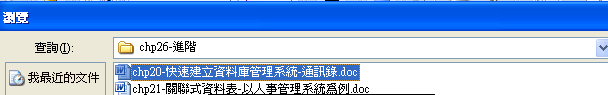 瀏覽
查詢(I):
chp26-進階
我最近的文件
chp20-快速建立資料庫管理系統-通訊錄.doc
chp21-關聯式資料表-以人事管理系統為例.doc